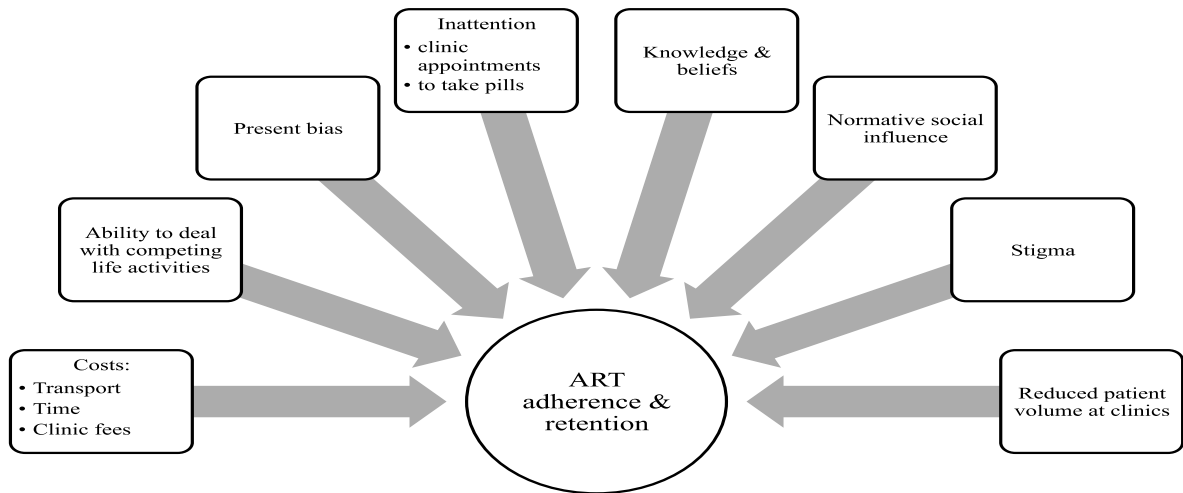 Costs:
• Transport
• Time
• Clinic fees
Ability to deal
with competing
life activities
Present bias
Inattention
• clinic
appointments
• to take pills
Knowledge &
beliefs
Normative social
influence
Stigma
Reduced patient
volume at clinics
ART
adherence &
retention